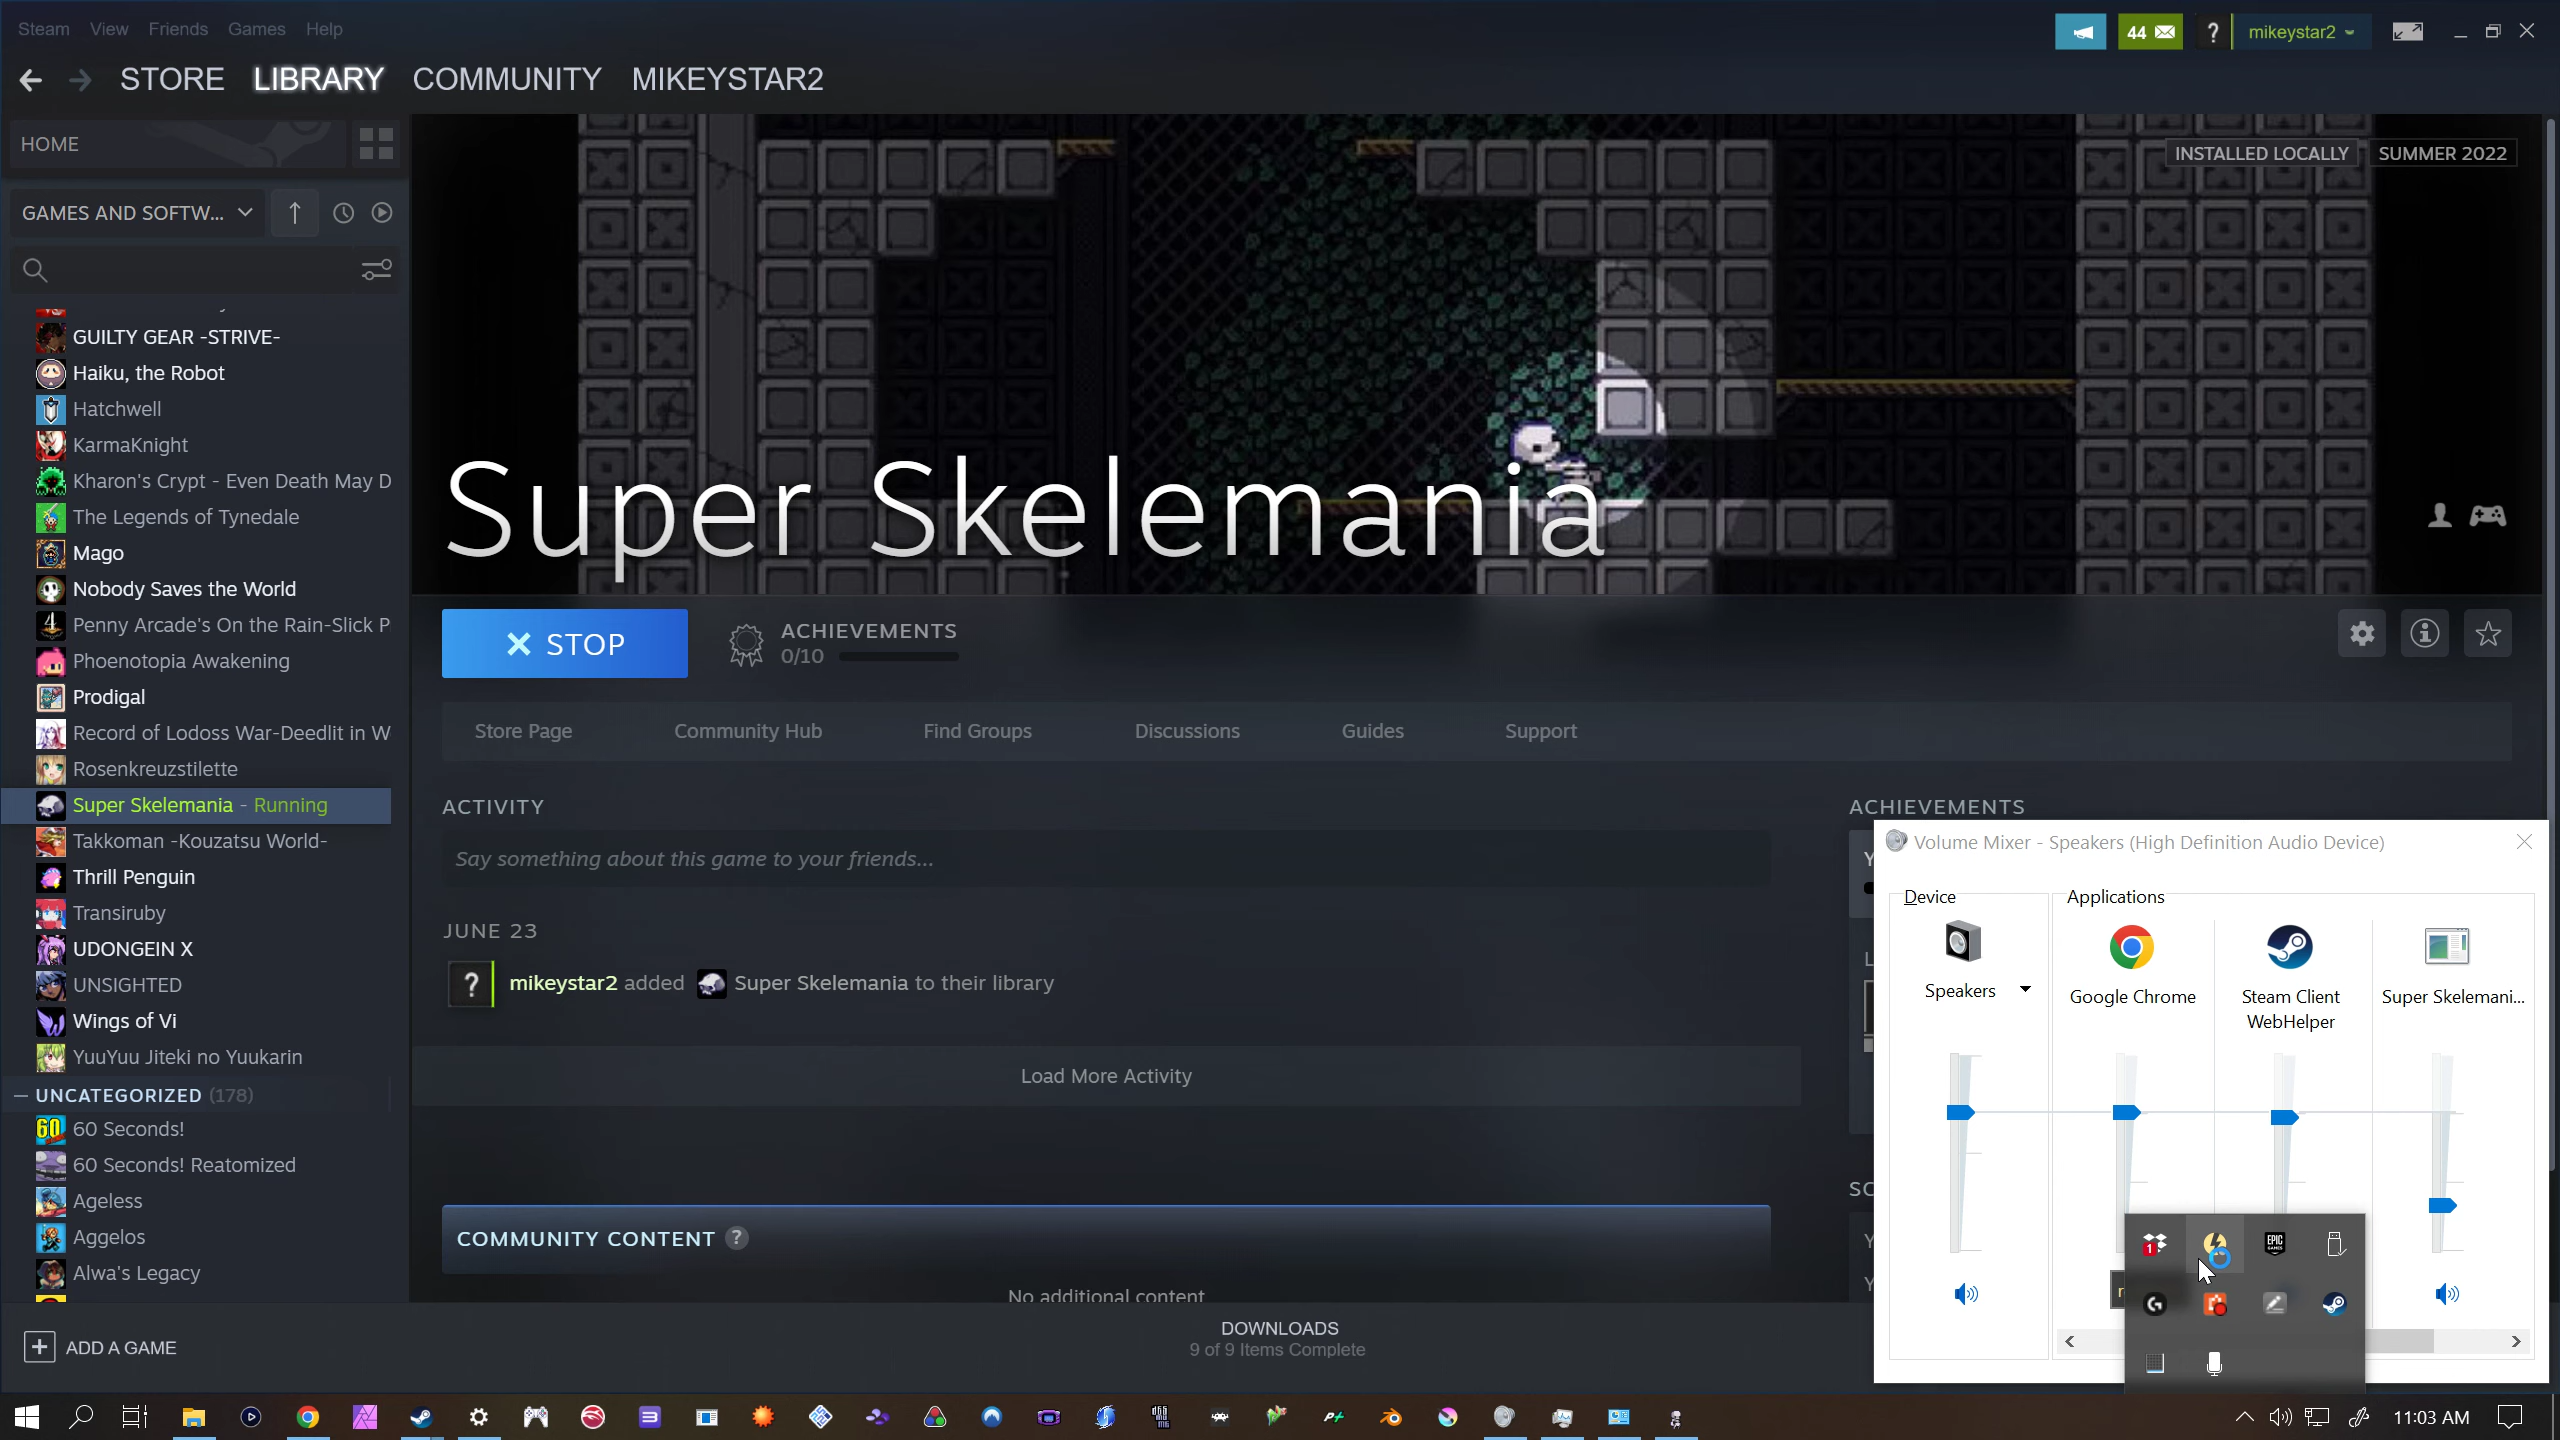 Steam View Friends Games Help
44 ? mikeystar2
STORE LIBRARY COMMUNITY MIKEYSTAR2
HOME
INSTALLED LOCALLY SUMMER 2022
GAMES AND SOFTW...
GUILTY GEAR -STRIVE-
Haiku, the Robot
Hatchwell
KarmaKnight
Kharon's Crypt - Even Death May D
The Legends of Tynedale
Mago
Nobody Saves the World
Penny Arcade's On the Rain-Slick P
Phoenotopia Awakening
Prodigal
Record of Lodoss War-Deedlit in W
Rosenkreuzstilette
Super Skelemania - Running
Takkoman -Kouzatsu World-
Thrill Penguin
Transiruby
UDONGEIN X
UNSIGHTED
Wings of Vi
YuuYuu Jiteki no Yuukarin
UNCATEGORIZED (178)
60 Seconds!
60 Seconds! Reatomized
Ageless
Aggelos
Alwa's Legacy
ADD A GAME
Super Skelemania
STOP
ACHIEVEMENTS
0/10
Store Page Community Hub Find Groups Discussions Guides Support
ACTIVITY
Say something about this game to your friends...
JUNE 23
? mikeystar2 added Super Skelemania to their library
Load More Activity
COMMUNITY CONTENT ?
No additional content
DOWNLOADS
9 of 9 Items Complete
ACHIEVEMENTS
Volume Mixer - Speakers (High Definition Audio Device)
Device
Applications
Speakers
Google Chrome
Steam Client
WebHelper
Super Skelemani...
1
EPIC
GAMES
11:03 AM